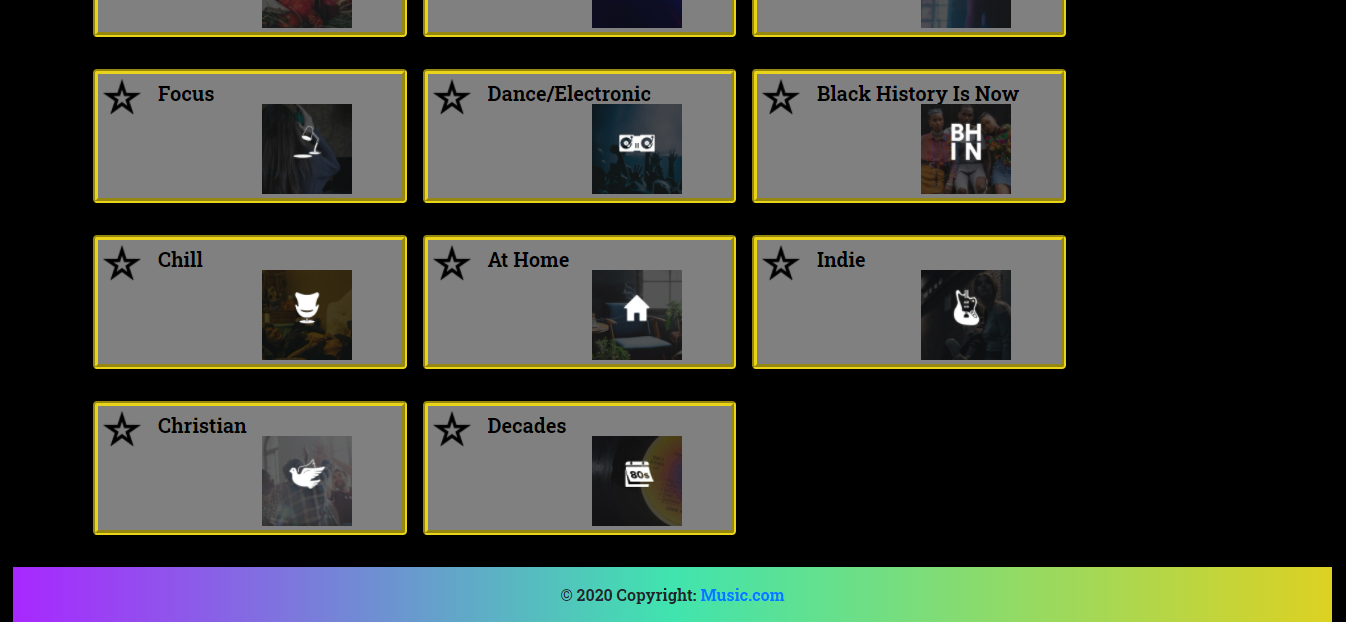 Focus
Dance/Electronic
Black History Is Now
BH
IN
Chill
At Home
Indie
Christian
Decades
80s
© 2020 Copyright: Music.com